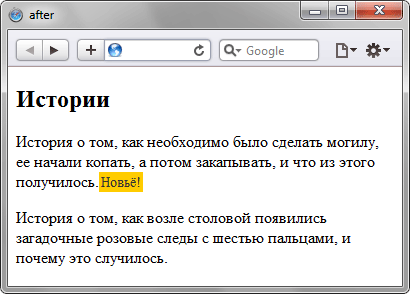 after
Google
Истории
История о том, как необходимо было сделать могилу,
ее начали копать, а потом закапывать, и что из этого
получилось. Новьё!
История о том, как возле столовой появились
загадочные розовые следы с шестью пальцами, и
почему это случилось.